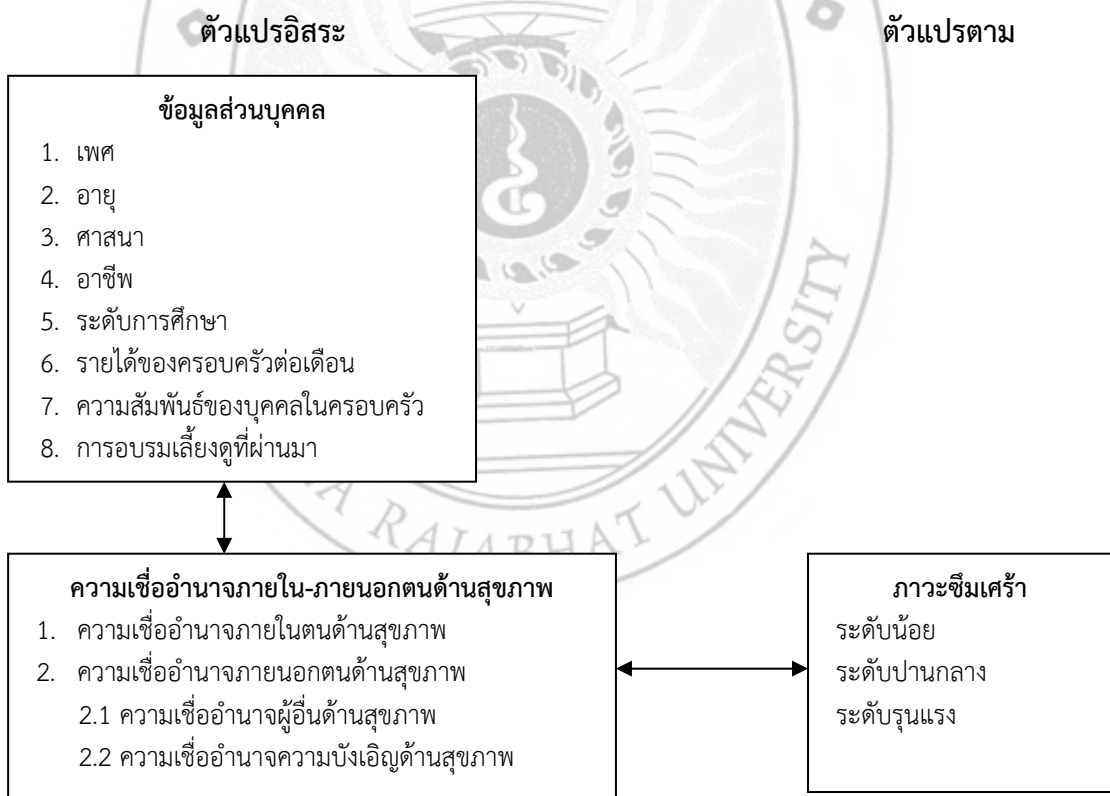 ตัวแปรอิสระ ตัวแปรตาม
ข้อมูลส่วนบุคคล
1. เพศ
2. อายุ
3. ศาสนา
4. อาชีพ
5. ระดับการศึกษา
6. รายได้ของครอบครัวต่อเดือน
7. ความสัมพันธ์ของบุคคลในครอบครัว
8. การอบรมเลี้ยงดูที่ผ่านมา
RAJABHAT UNIVERSITY
ความเชื่ออำนาจภายใน-ภายนอกตนด้านสุขภาพ
1. ความเชื่ออำนาจภายในตนด้านสุขภาพ
2. ความเชื่ออำนาจภายนอกตนด้านสุขภาพ
2.1 ความเชื่ออำนาจผู้อื่นด้านสุขภาพ
2.2 ความเชื่ออำนาจความบังเอิญด้านสุขภาพ
ภาวะซึมเศร้า
ระดับน้อย
ระดับปานกลาง
ระดับรุนแรง